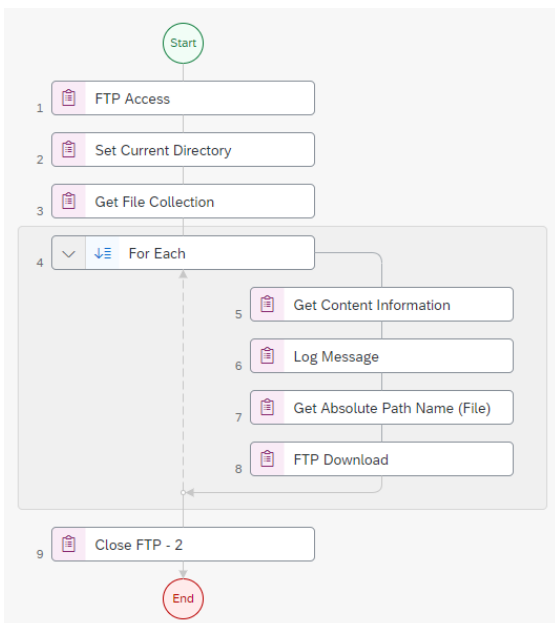 Start
1 FTP Access
2 Set Current Directory
3 Get File Collection
4 For Each
5 Get Content Information
6 Log Message
7 Get Absolute Path Name (File)
8 FTP Download
9 Close FTP - 2
End